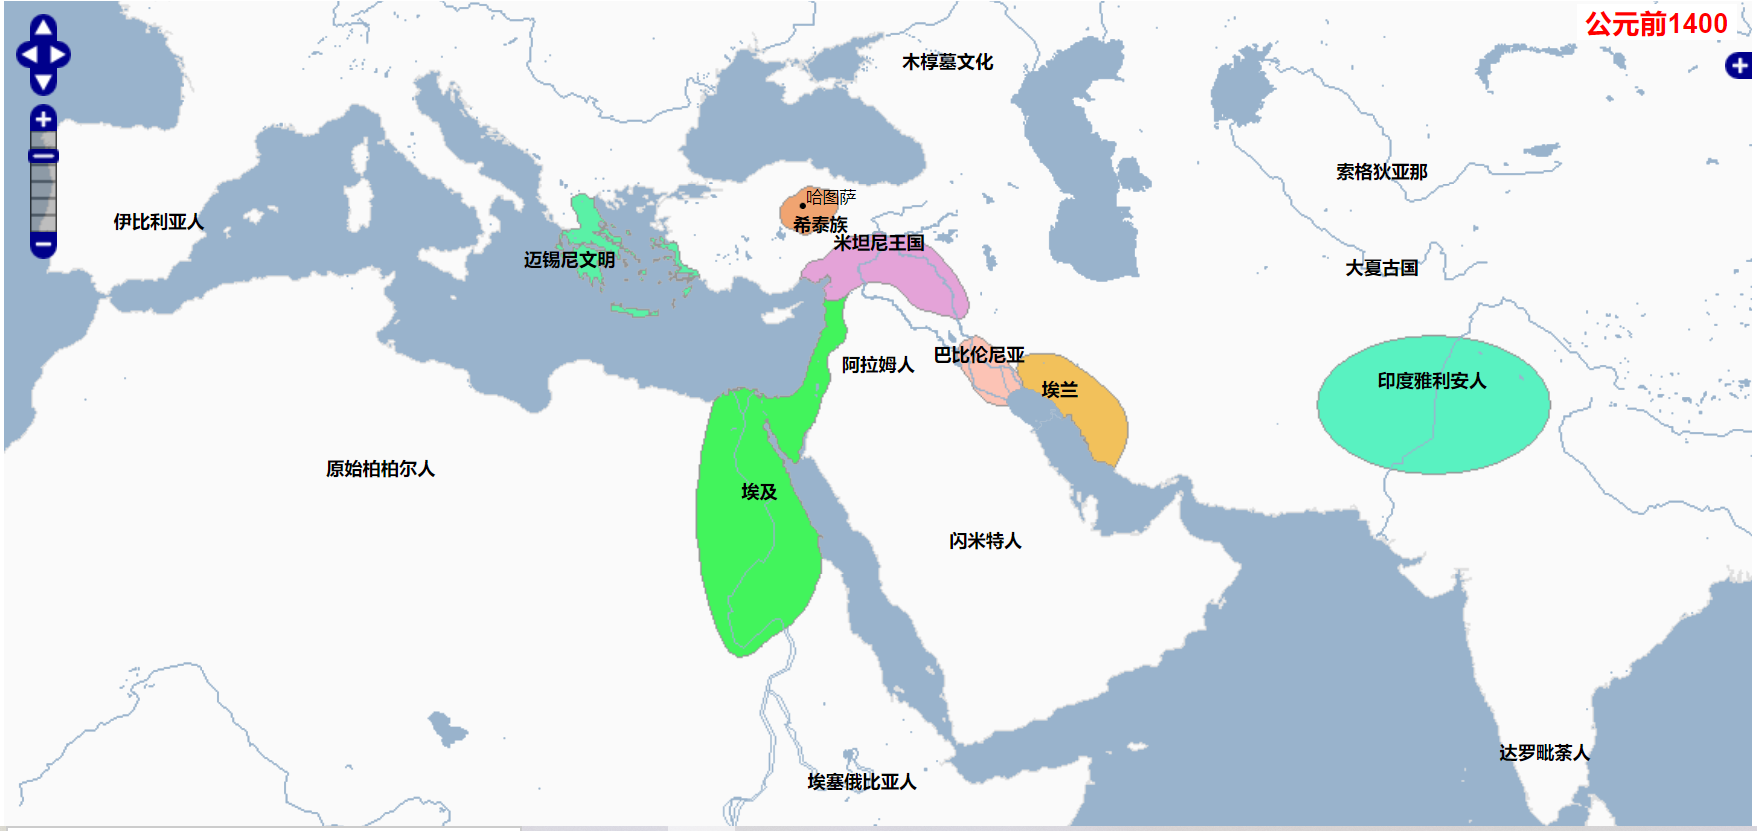 公元前1400
木椁墓文化
索格狄亚那
哈图萨
伊比利亚人
希泰族
米坦尼王国
迈锡尼文明
大夏古国
巴比伦尼亚
阿拉姆人
印度雅利安人
埃兰
原始柏柏尔人
埃及
闪米特人
达罗毗荼人
埃塞俄比亚人